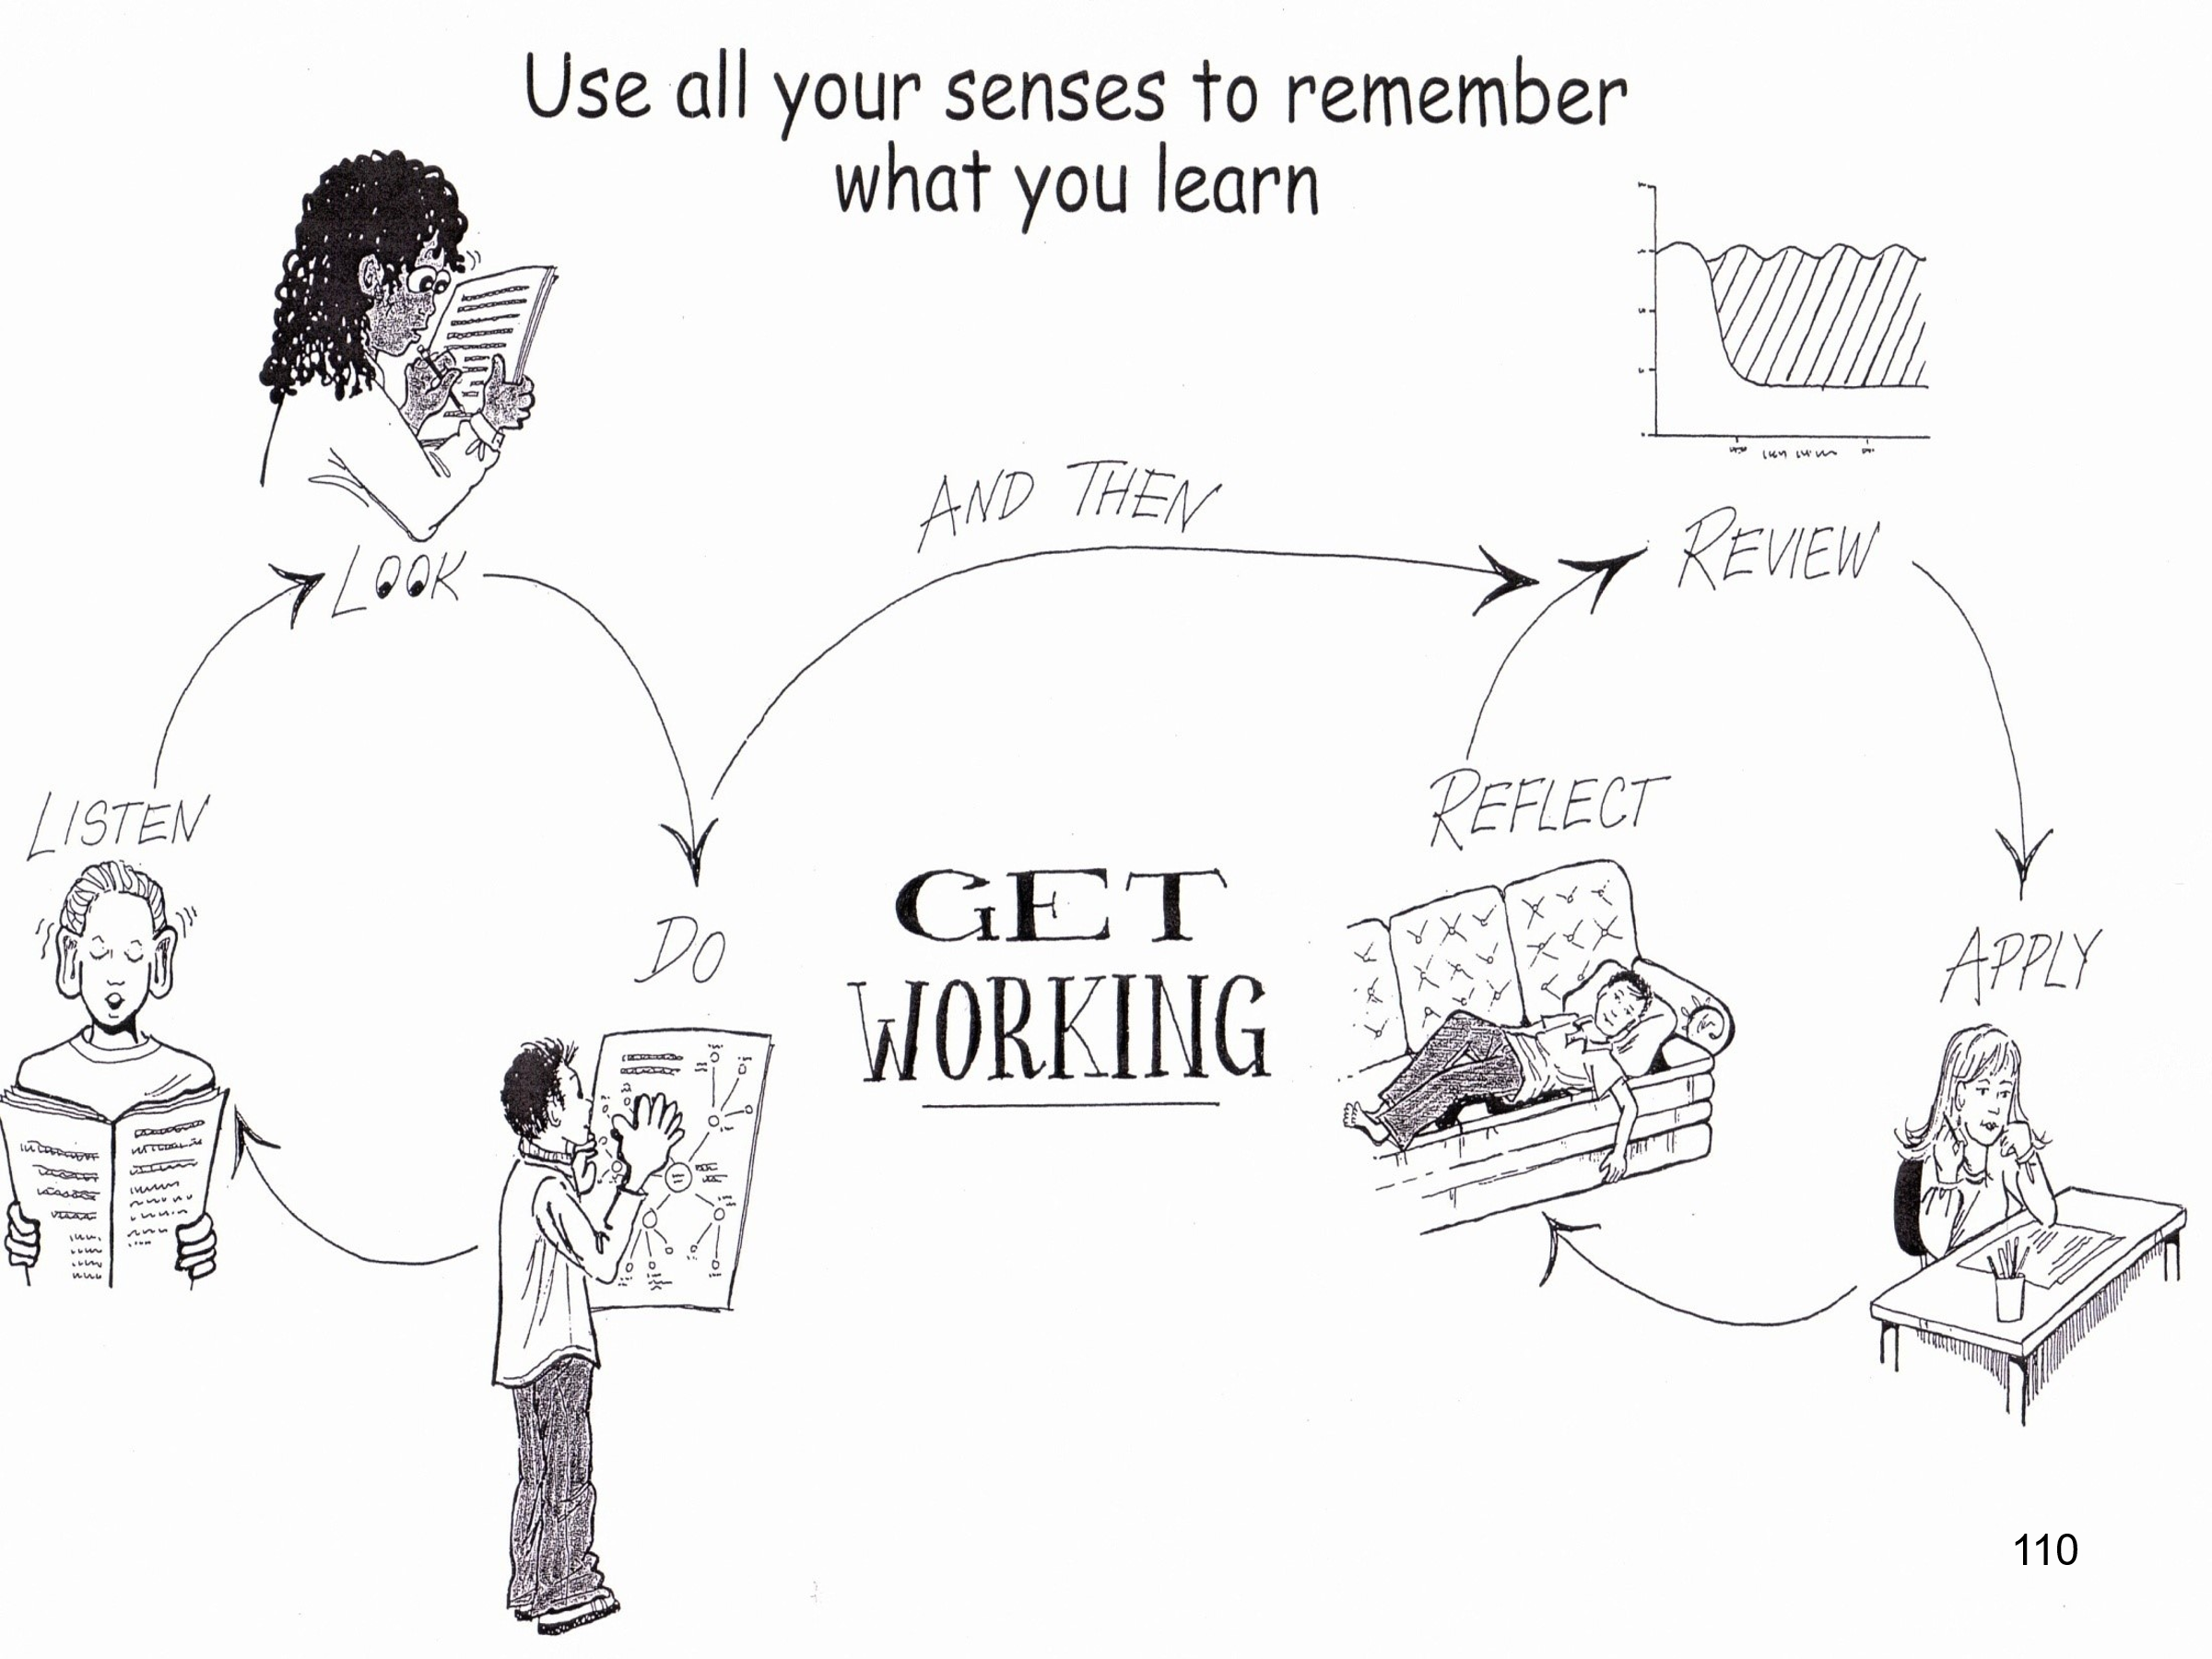 Use all your senses to remember
what you learn
AND THEN
LOOK
REVIEW
LISTEN
REFLECT
DO
GET
WORKING
APPLY
110